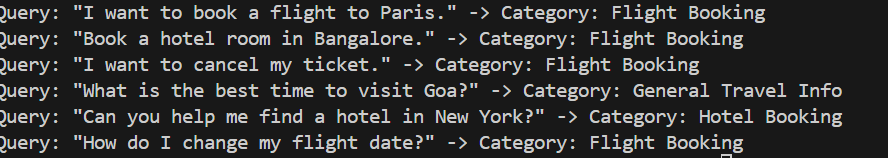 Query: "I want to book a flight to Paris." -> Category: Flight Booking
Query: "Book a hotel room in Bangalore." -> Category: Flight Booking
Query: "I want to cancel my ticket." -> Category: Flight Booking
Query: "What is the best time to visit Goa?" -> Category: General Travel Info
Query: "Can you help me find a hotel in New York?" -> Category: Hotel Booking
Query: "How do I change my flight date?" -> Category: Flight Booking